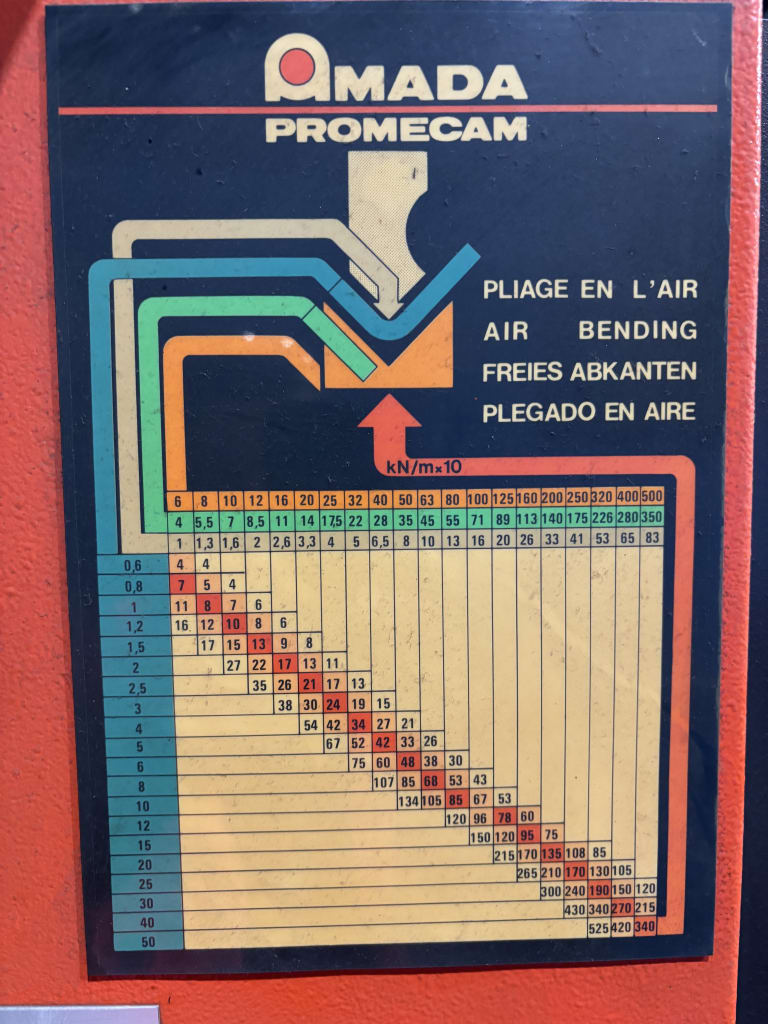 AMADA
PROMECAM
PLIAGE EN L'AIR
AIR BENDING
FREIES ABKANTEN
PLEGADO EN AIRE
kN/m×10
6 8 10 12 16 20 25 32 40 50 63 80 100 125 160 200 250 320 400 500
4 5,5 7 8,5 11 14 17,5 22 28 35 45 55 71 89 113 140 175 226 280 350
1 1,3 1,6 2 2,6 3,3 4 5 6,5 8 10 13 16 20 26 33 41 53 65 83
0,6 4 4
0,8 7 5 4
1 11 8 7 6
1,2 16 12 10 8 6
1,5 17 15 13 9 8
2 27 22 17 13 11
2,5 35 26 21 17 13
3 38 30 24 19 15
4 54 42 34 27 21
5 67 52 42 33 26
6 75 60 48 38 30
8 107 85 68 53 43
10 134 105 85 67 53
12 120 96 78 60
15 150 120 95 75
20 215 170 135 108 85
25 265 210 170 130 105
30 300 240 190 150 120
40 430 340 270 215
50 525 420 340